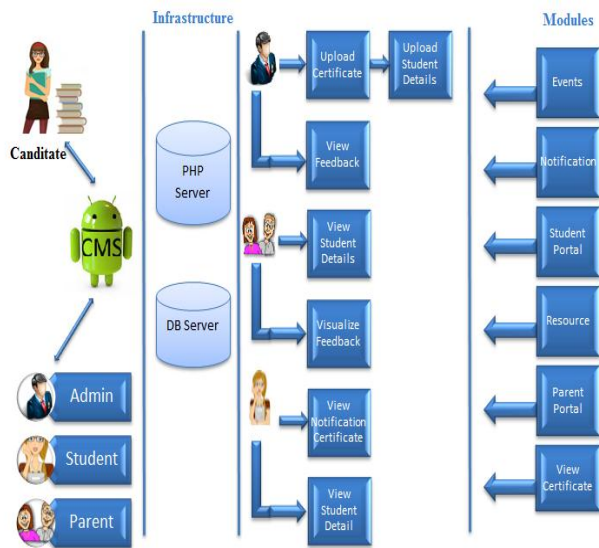 Infrastructure
Modules
Canditate
CMS
Admin
Student
Parent
PHP
Server
DB Server
Upload
Certificate
Upload
Student
Details
View
Feedback
View
Student
Details
Visualize
Feedback
View
Notification
Certificate
View
Student
Detail
Events
Notification
Student
Portal
Resource
Parent
Portal
View
Certificate